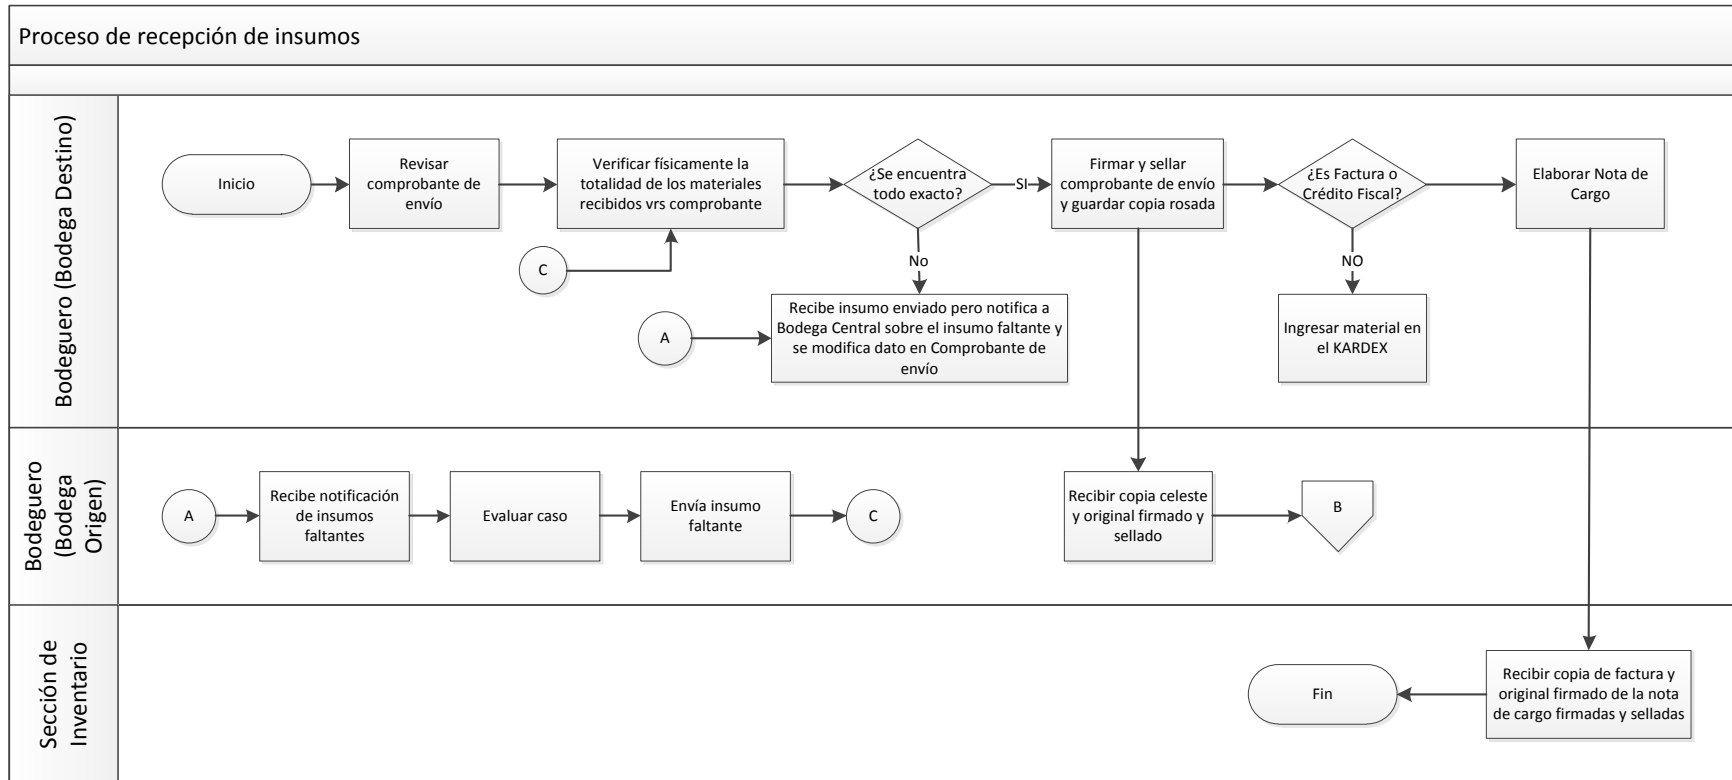 Proceso de recepción de insumos
Bodeguero (Bodega Destino)
Inicio
Revisar
comprobante de
envío
Verificar físicamente la
totalidad de los materiales
recibidos vrs comprobante
¿Se encuentra
todo exacto?
SI
Firmar y sellar
comprobante de envío
y guardar copia rosada
¿Es Factura o
Crédito Fiscal?
Elaborar Nota de
Cargo
C
No
NO
A
Recibe insumo enviado pero notifica a
Bodega Central sobre el insumo faltante y
se modifica dato en Comprobante de
envío
Ingresar material en
el KARDEX
Bodeguero
(Bodega
Origen)
A
Recibe notificación
de insumos
faltantes
Evaluar caso
Envía insumo
faltante
C
Recibir copia celeste
y original firmado y
sellado
B
Sección de
Inventario
Fin
Recibir copia de factura y
original firmado de la nota
de cargo firmadas y selladas